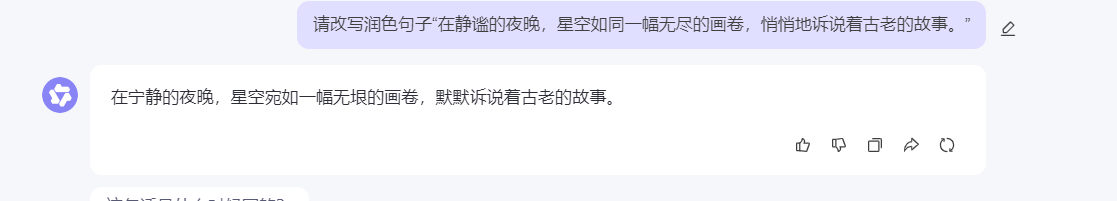 请改写润色句子“在静谧的夜晚，星空如同一幅无尽的画卷，悄悄地诉说着古老的故事。”
在宁静的夜晚，星空宛如一幅无垠的画卷，默默诉说着古老的故事。